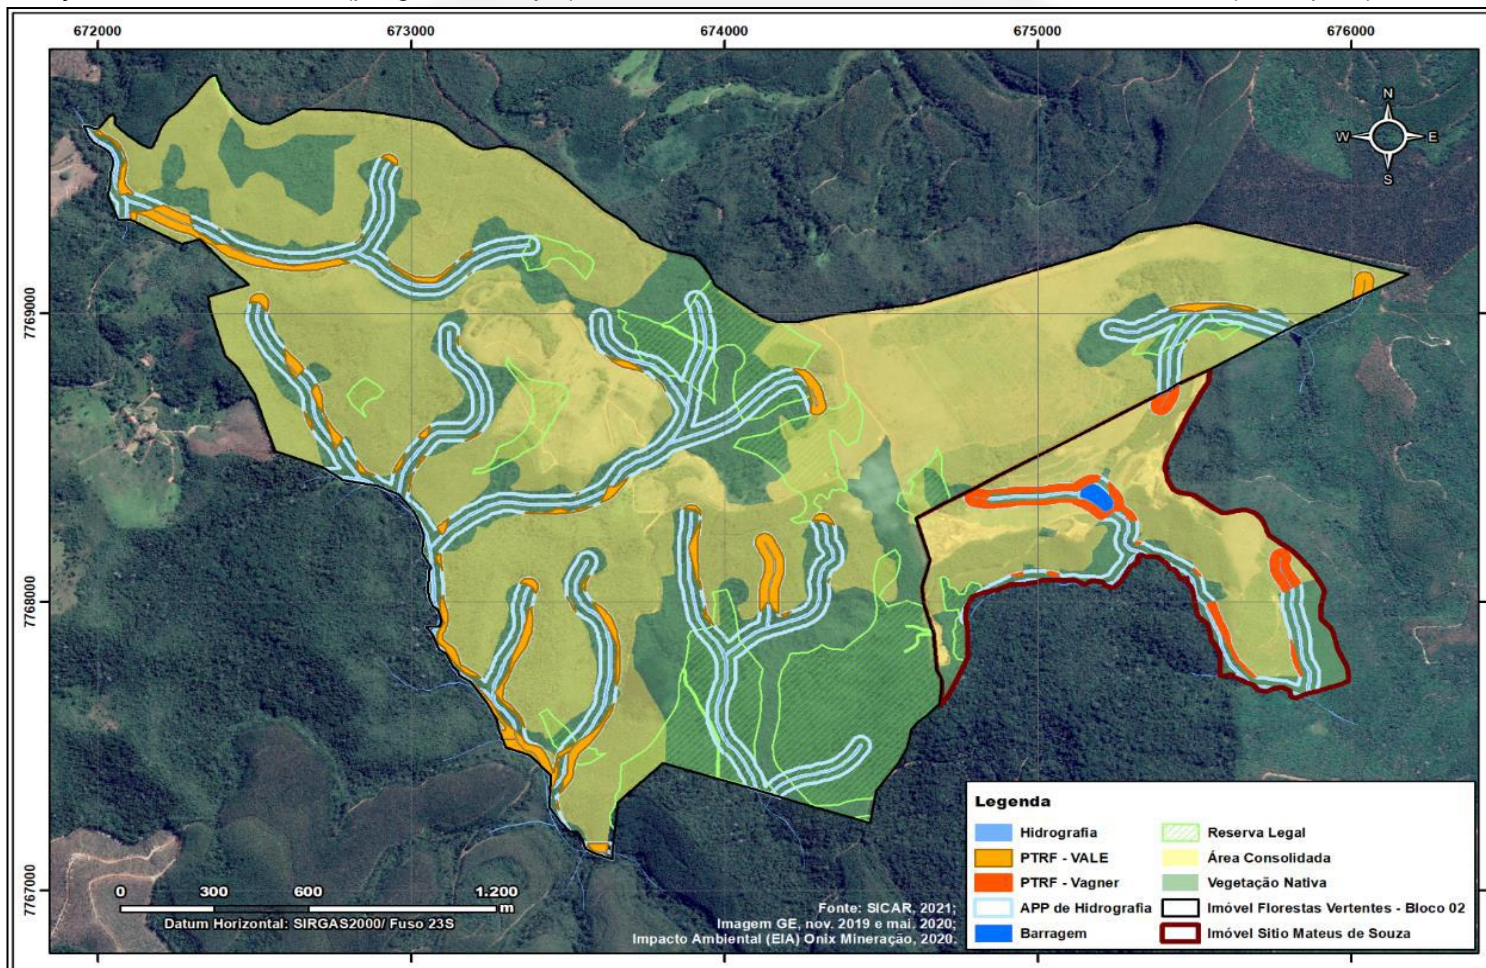 672000 673000 674000 675000 676000
N
W E
S
7769000
7768000
7767000
0 300 600 1.200
m
Datum Horizontal: SIRGAS2000/ Fuso 23S
Fonte: SICAR, 2021;
Imagem GE, nov. 2019 e mai. 2020;
Impacto Ambiental (EIA) Onix Mineração, 2020.
Legenda
Hidrografia
PTRF - VALE
PTRF - Vagner
APP de Hidrografia
Barragem
Reserva Legal
Área Consolidada
Vegetação Nativa
Imóvel Florestas Vertentes - Bloco 02
Imóvel Sitio Mateus de Souza